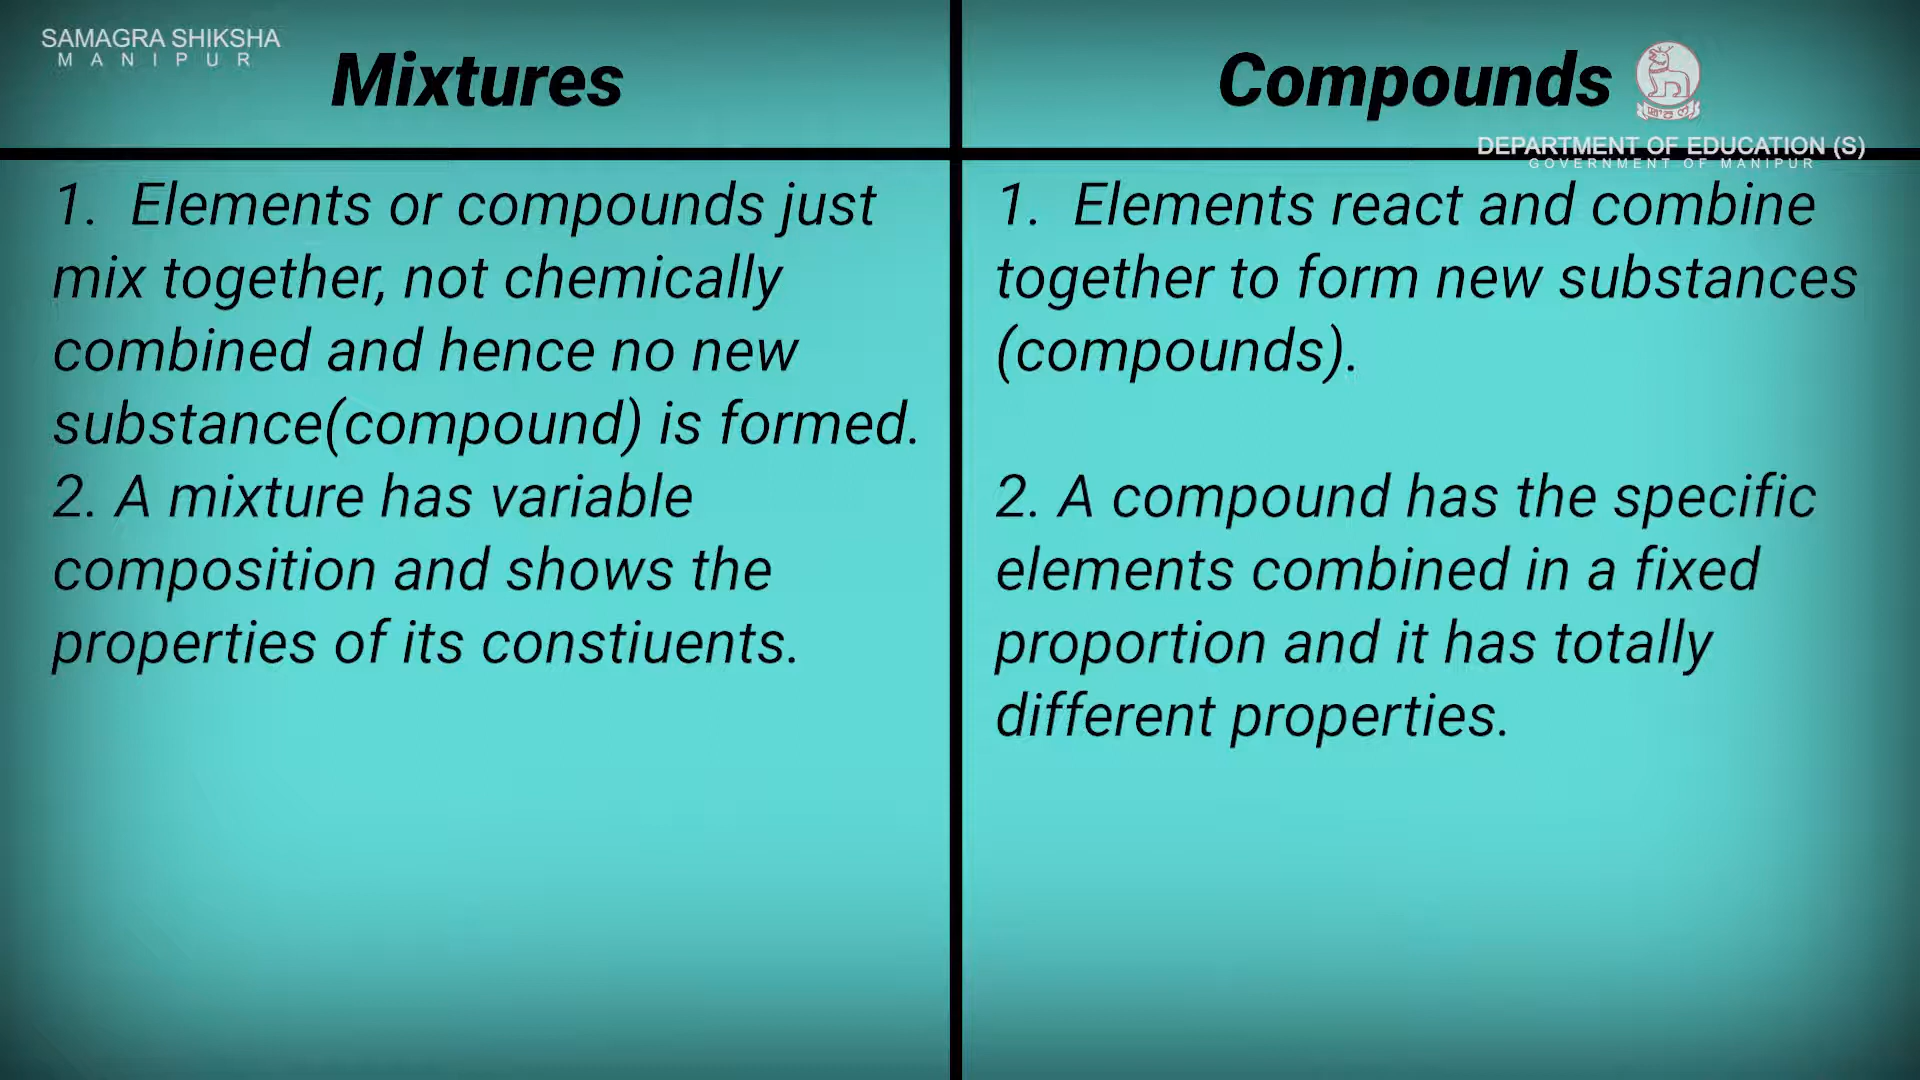 SAMAGRA SHIKSHA
MANIPUR
Mixtures
Compounds
DEPARTMENT OF EDUCATION (S)
GOVERNMENT OF MANIPUR
1. Elements or compounds just
mix together, not chemically
combined and hence no new
substance(compound) is formed.
2. A mixture has variable
composition and shows the
properties of its constiuents.
1. Elements react and combine
together to form new substances
(compounds).
2. A compound has the specific
elements combined in a fixed
proportion and it has totally
different properties.